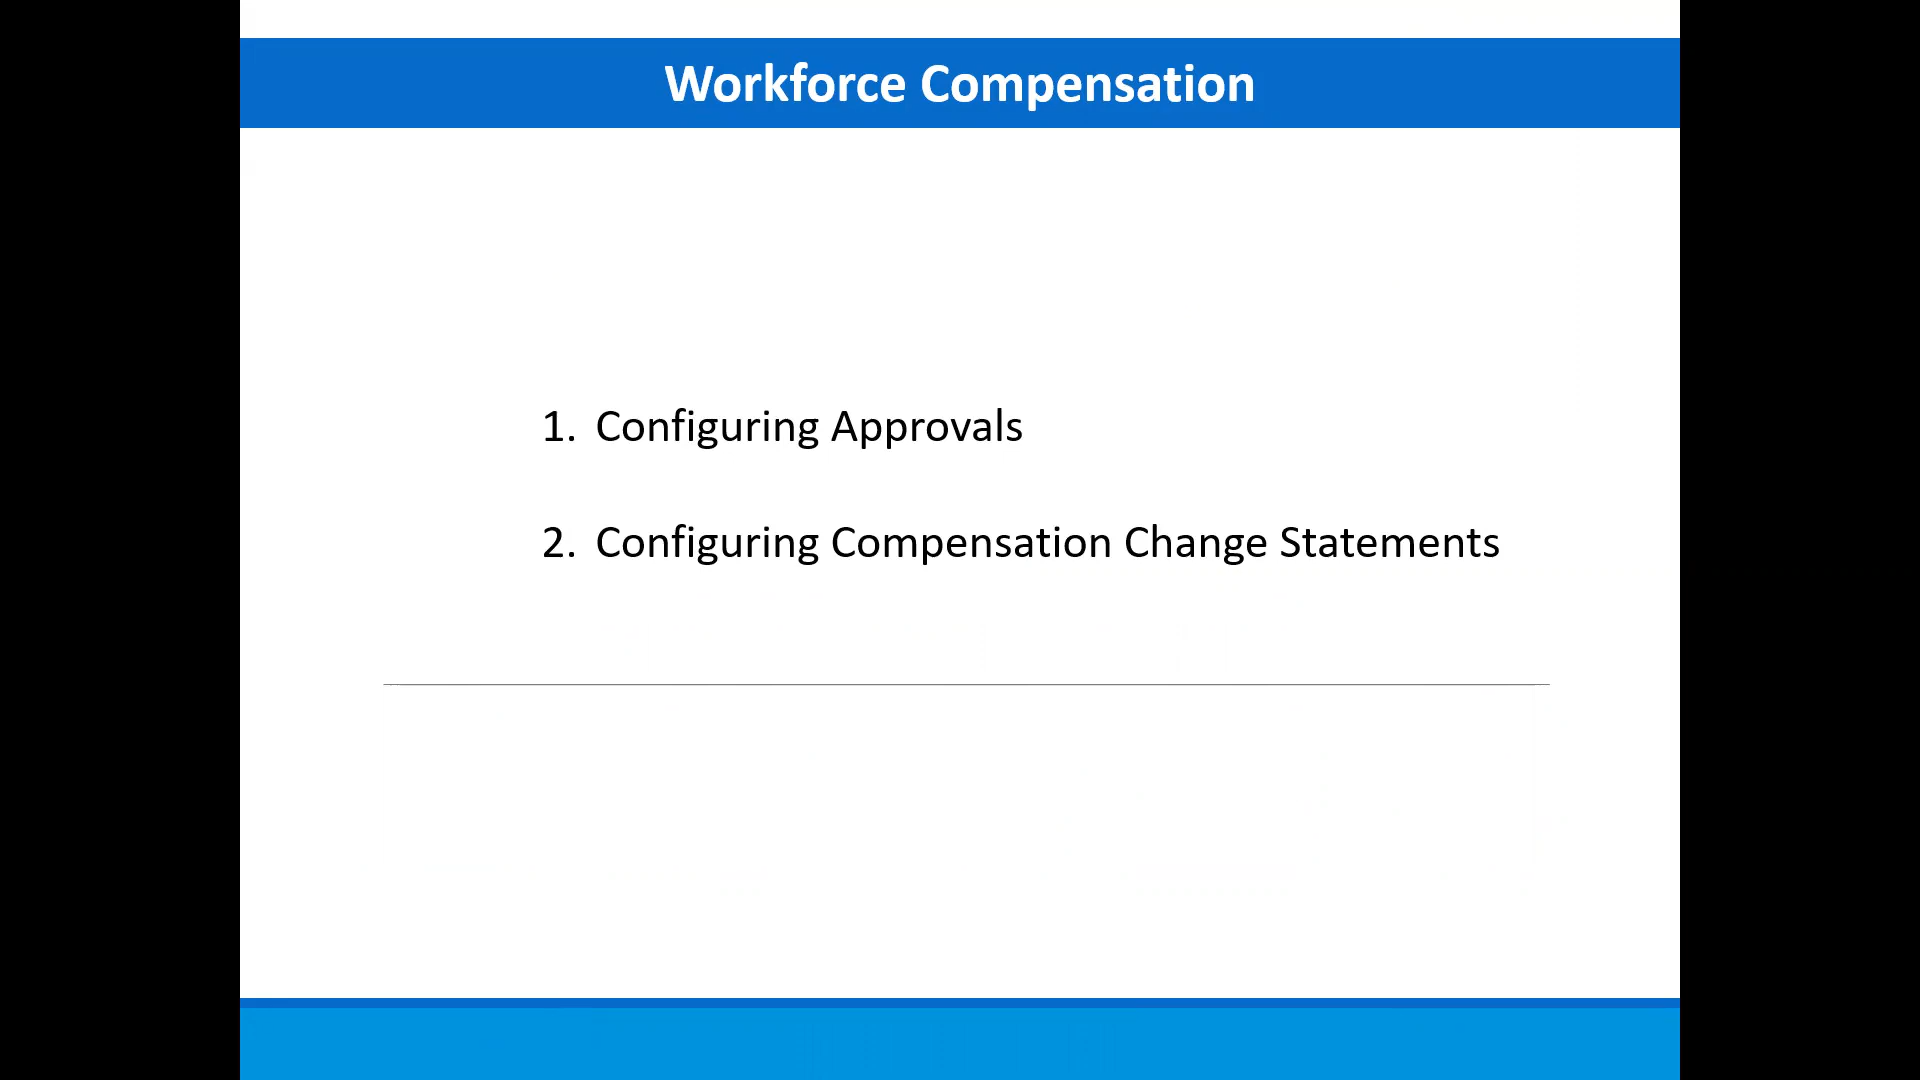 Workforce Compensation
1. Configuring Approvals
2. Configuring Compensation Change Statements